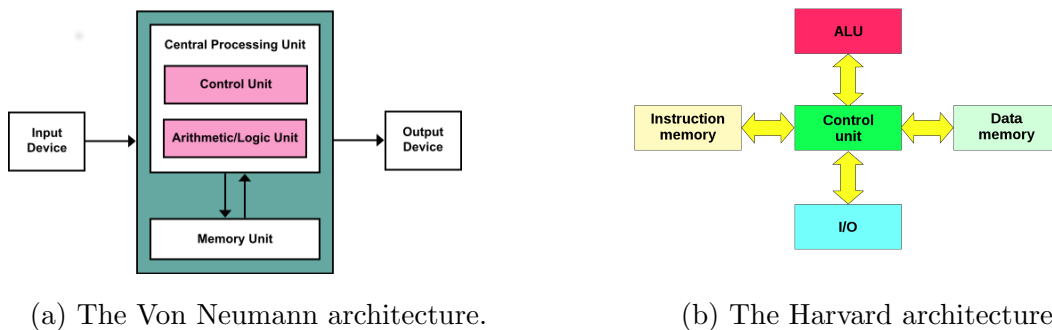 Central Processing Unit
Control Unit
Arithmetic/Logic Unit
Input
Device
Output
Device
Memory Unit
(a) The Von Neumann architecture.
ALU
Instruction
memory
Control
unit
Data
memory
I/O
(b) The Harvard architecture